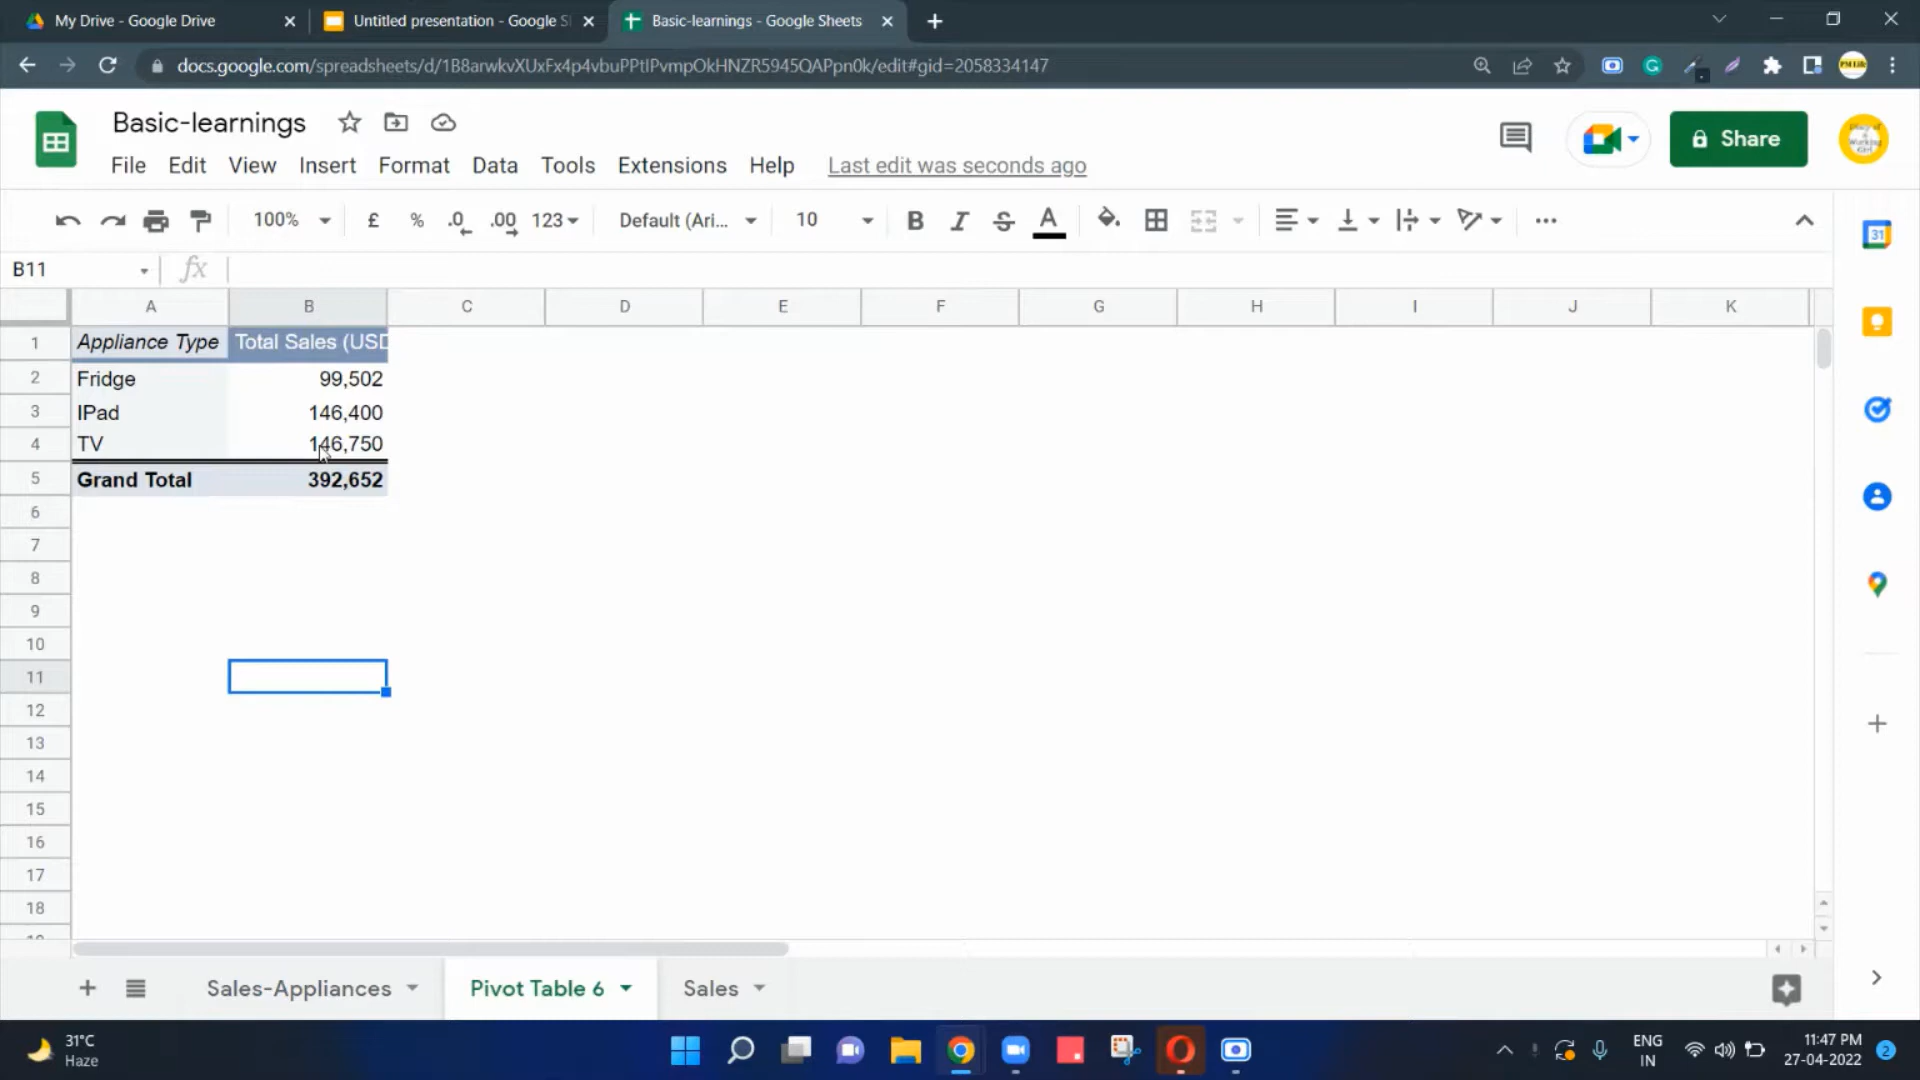 My Drive - Google Drive
Untitled presentation - Google Sl
Basic-learnings - Google Sheets
docs.google.com/spreadsheets/d/1B8arwkvXUxFx4p4vbuPPtIPvmpOkHNZR5945QAPpn0k/edit#gid=2058334147
Basic-learnings
Share
File Edit View Insert Format Data Tools Extensions Help Last edit was seconds ago
100% £ % .0 .00 123 Default (Ari... 10 B I S A
31
B11 fx
A B C D E F G H I J K
1 Appliance Type Total Sales (USD
2 Fridge 99,502
3 IPad 146,400
4 TV 146,750
5 Grand Total 392,652
6
7
8
9
10
11
12
13
14
15
16
17
18
Sales-Appliances Pivot Table 6 Sales
31°C
Haze
ENG
IN
11:47 PM
27-04-2022
2